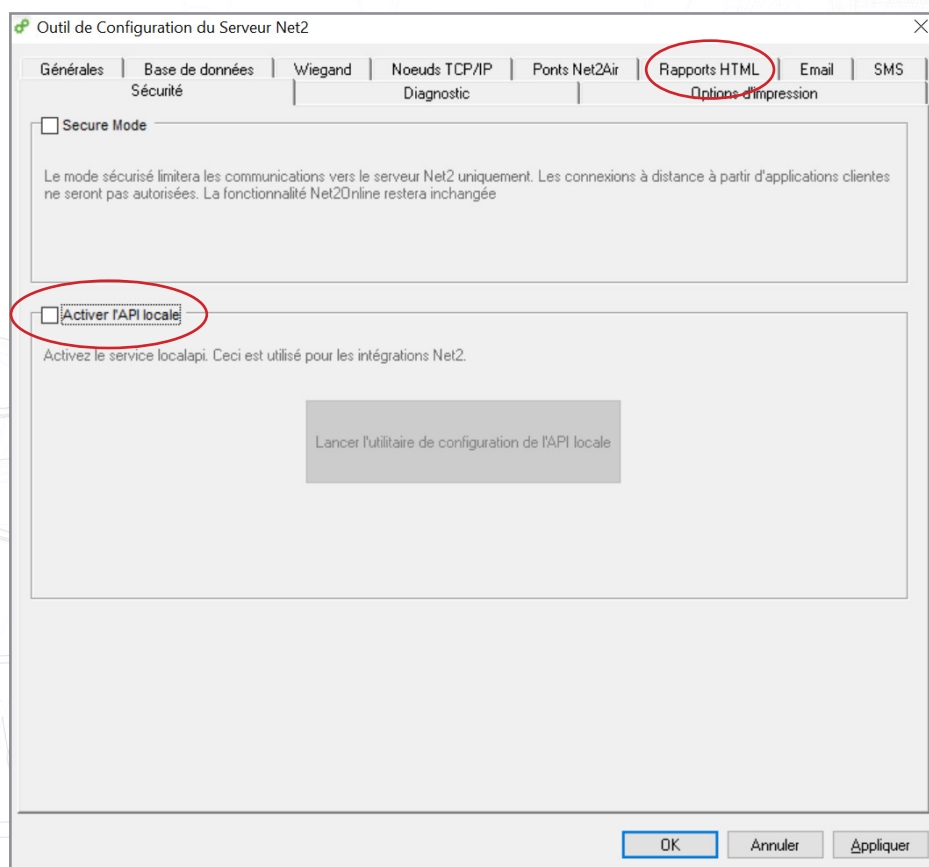 Outil de Configuration du Serveur Net2
Générales Base de données Wiegand Noeuds TCP/IP Ponts Net2Air Rapports HTML Email SMS
Sécurité Diagnostic Options d'impression
Secure Mode
Le mode sécurisé limitera les communications vers le serveur Net2 uniquement. Les connexions à distance à partir d'applications clientes
ne seront pas autorisées. La fonctionnalité Net2Online restera inchangée
Activer l'API locale
Activez le service localapi. Ceci est utilisé pour les intégrations Net2.
Lancer l'utilitaire de configuration de l'API locale
OK Annuler Appliquer